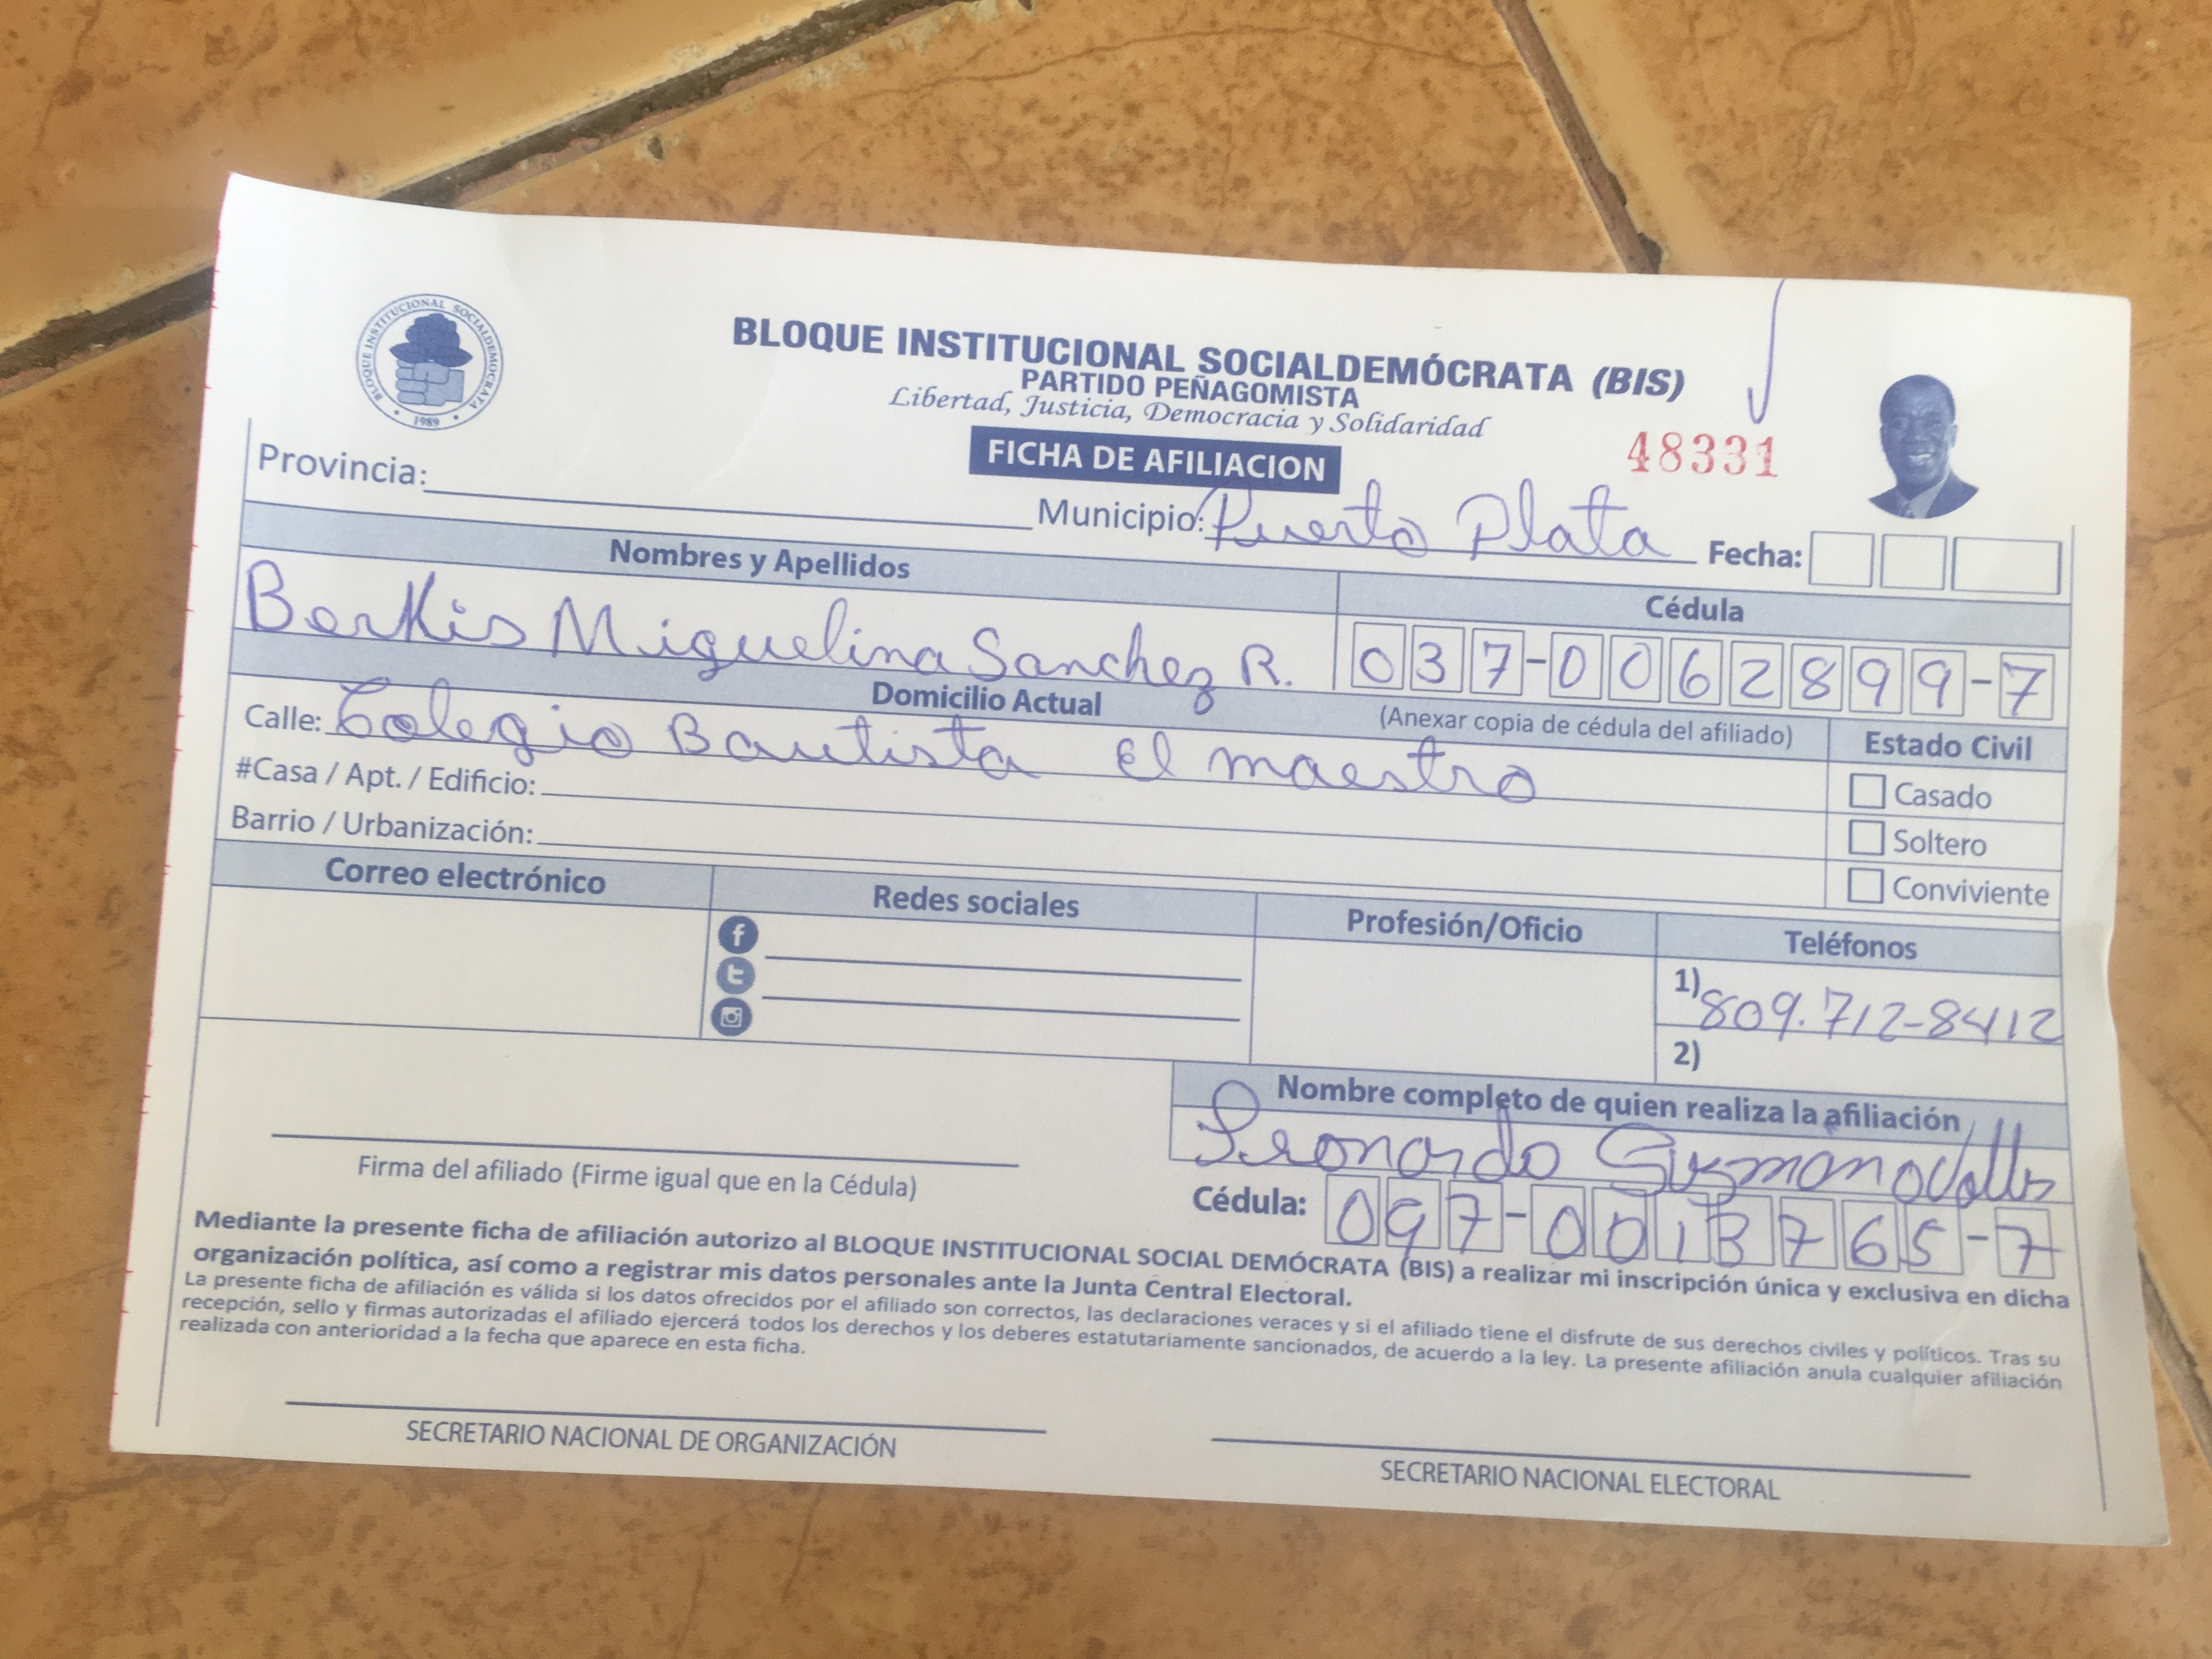 BLOQUE INSTITUCIONAL SOCIALDEMOCRATA
1989
BLOQUE INSTITUCIONAL SOCIALDEMÓCRATA (BIS)
PARTIDO PEÑAGOMISTA
Libertad, Justicia, Democracia y Solidaridad
FICHA DE AFILIACION
48331
Provincia:
Municipio: Puerto Plata
Fecha:
Nombres y Apellidos
Cédula
Berkis Miguelina Sanchez R.
037-0062899-7
Domicilio Actual
(Anexar copia de cédula del afiliado)
Estado Civil
Calle: Colegio Bautista El maestro
#Casa / Apt. / Edificio:
Barrio / Urbanización:
Casado
Soltero
Conviviente
Correo electrónico
Redes sociales
Profesión/Oficio
Teléfonos
1) 809.712-8412
2)
Nombre completo de quien realiza la afiliación
Leonardo
Firma del afiliado (Firme igual que en la Cédula)
Cédula: 097-0013765-7
Mediante la presente ficha de afiliación autorizo al BLOQUE INSTITUCIONAL SOCIAL DEMÓCRATA (BIS) a realizar mi inscripción única y exclusiva en dicha
organización política, así como a registrar mis datos personales ante la Junta Central Electoral.
La presente ficha de afiliación es válida si los datos ofrecidos por el afiliado son correctos, las declaraciones veraces y si el afiliado tiene el disfrute de sus derechos civiles y políticos. Tras su
recepción, sello y firmas autorizadas el afiliado ejercerá todos los derechos y los deberes estatutariamente sancionados, de acuerdo a la ley. La presente afiliación anula cualquier afiliación
realizada con anterioridad a la fecha que aparece en esta ficha.
SECRETARIO NACIONAL DE ORGANIZACIÓN
SECRETARIO NACIONAL ELECTORAL